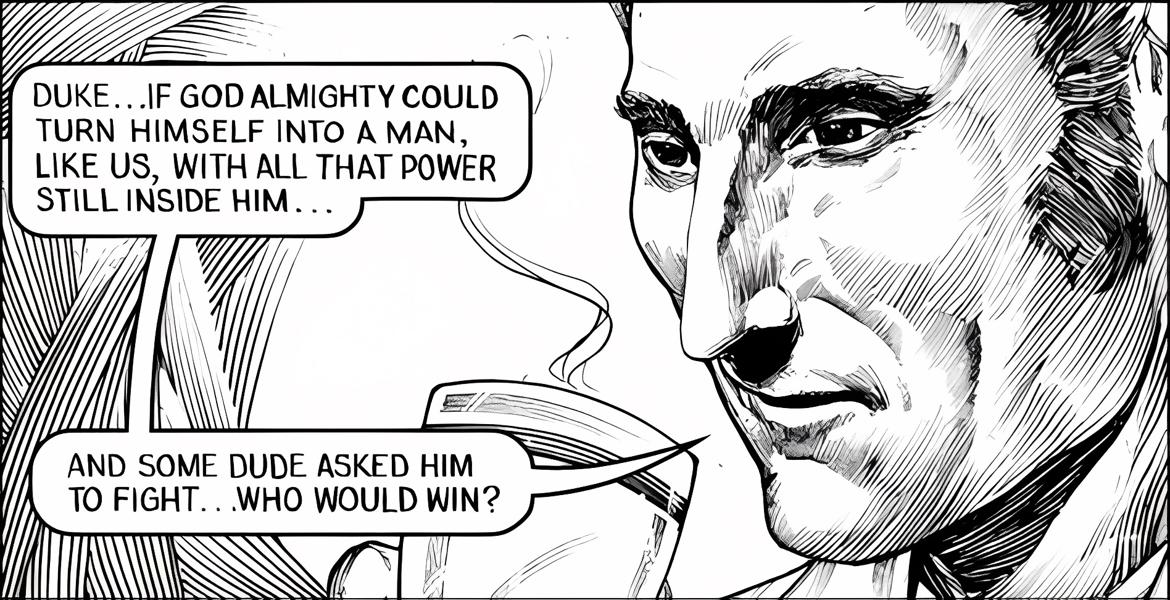 DUKE...IF GOD ALMIGHTY COULD
TURN HIMSELF INTO A MAN,
LIKE US, WITH ALL THAT POWER
STILL INSIDE HIM...
AND SOME DUDE ASKED HIM
TO FIGHT...WHO WOULD WIN?